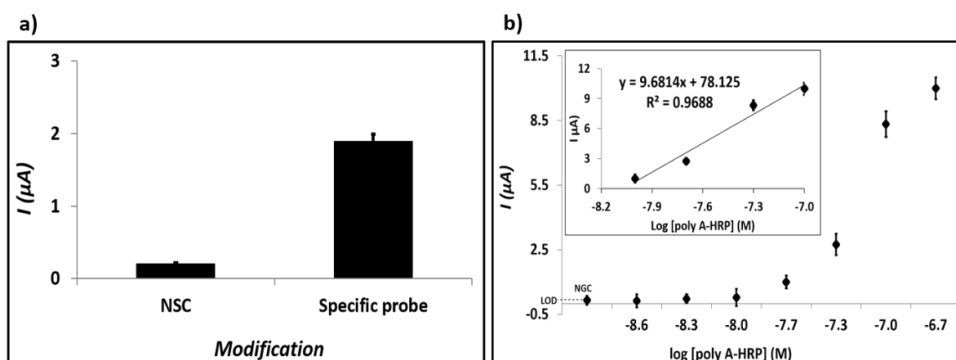 a)
3
2
1
0
I (µA)
NSC
Specific probe
Modification
b)
11.5
8.5
5.5
2.5
-0.5
I (µA)
LOD
NGC
-8.6
-8.3
-8.0
-7.7
-7.3
-7.0
-6.7
log [poly A-HRP] (M)
12
9
6
3
0
I µA)
y = 9.6814x + 78.125
R² = 0.9688
-8.2
-7.9
-7.6
-7.3
-7.0
Log [poly A-HRP] (M)